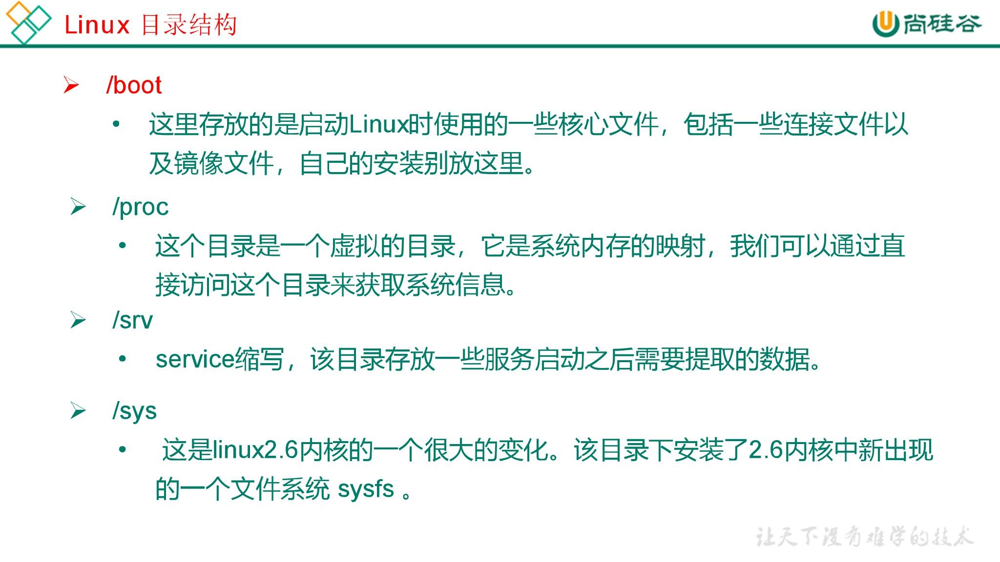 Linux 目录结构
尚硅谷
/boot
• 这里存放的是启动Linux时使用的一些核心文件，包括一些连接文件以
及镜像文件，自己的安装别放这里。
/proc
• 这个目录是一个虚拟的目录，它是系统内存的映射，我们可以通过直
接访问这个目录来获取系统信息。
/srv
• service缩写，该目录存放一些服务启动之后需要提取的数据。
/sys
• 这是linux2.6内核的一个很大的变化。该目录下安装了2.6内核中新出现
的一个文件系统 sysfs 。
让天下没有难学的技术